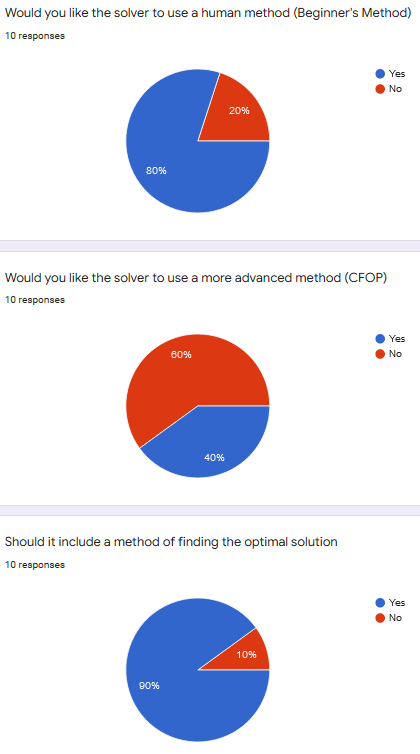 Would you like the solver to use a human method (Beginner's Method)
10 responses
Yes
No
20%
80%
Would you like the solver to use a more advanced method (CFOP)
10 responses
Yes
No
60%
40%
Should it include a method of finding the optimal solution
10 responses
Yes
No
10%
90%